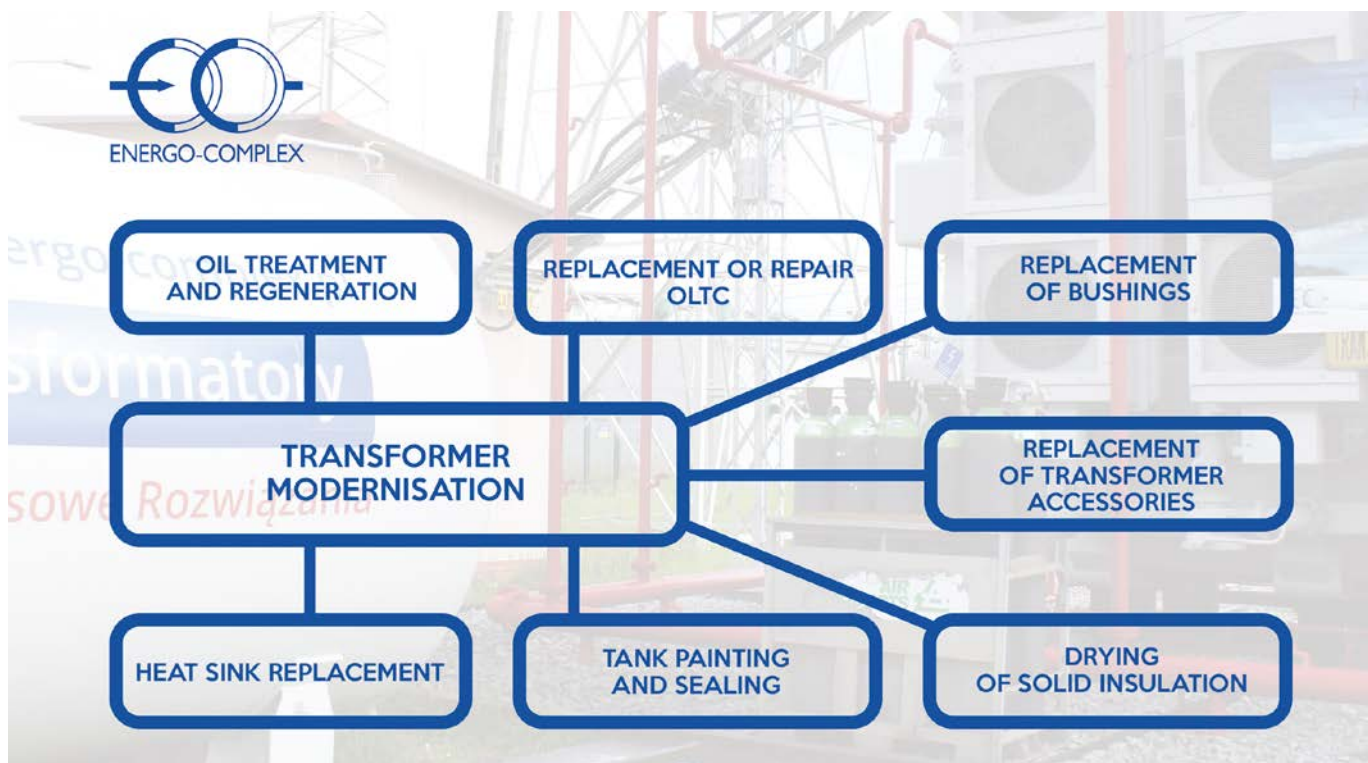 ENERGO-COMPLEX
OIL TREATMENT
AND REGENERATION
REPLACEMENT OR REPAIR
OLTC
REPLACEMENT
OF BUSHINGS
TRANSFORMER
MODERNISATION
REPLACEMENT
OF TRANSFORMER
ACCESSORIES
HEAT SINK REPLACEMENT
TANK PAINTING
AND SEALING
DRYING
OF SOLID INSULATION
Rozwiązania